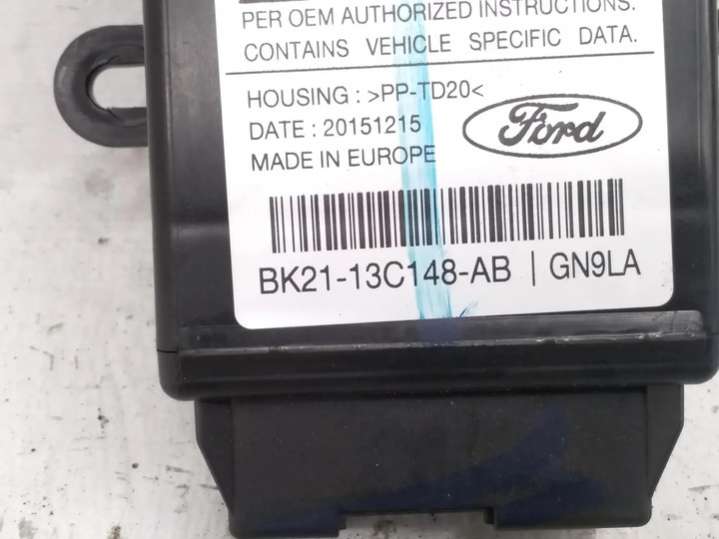 PER OEM AUTHORIZED INSTRUCTIONS.
CONTAINS VEHICLE SPECIFIC DATA.
HOUSING : >PP-TD20<
DATE : 20151215
MADE IN EUROPE
Ford
BK21-13C148-AB | GN9LA